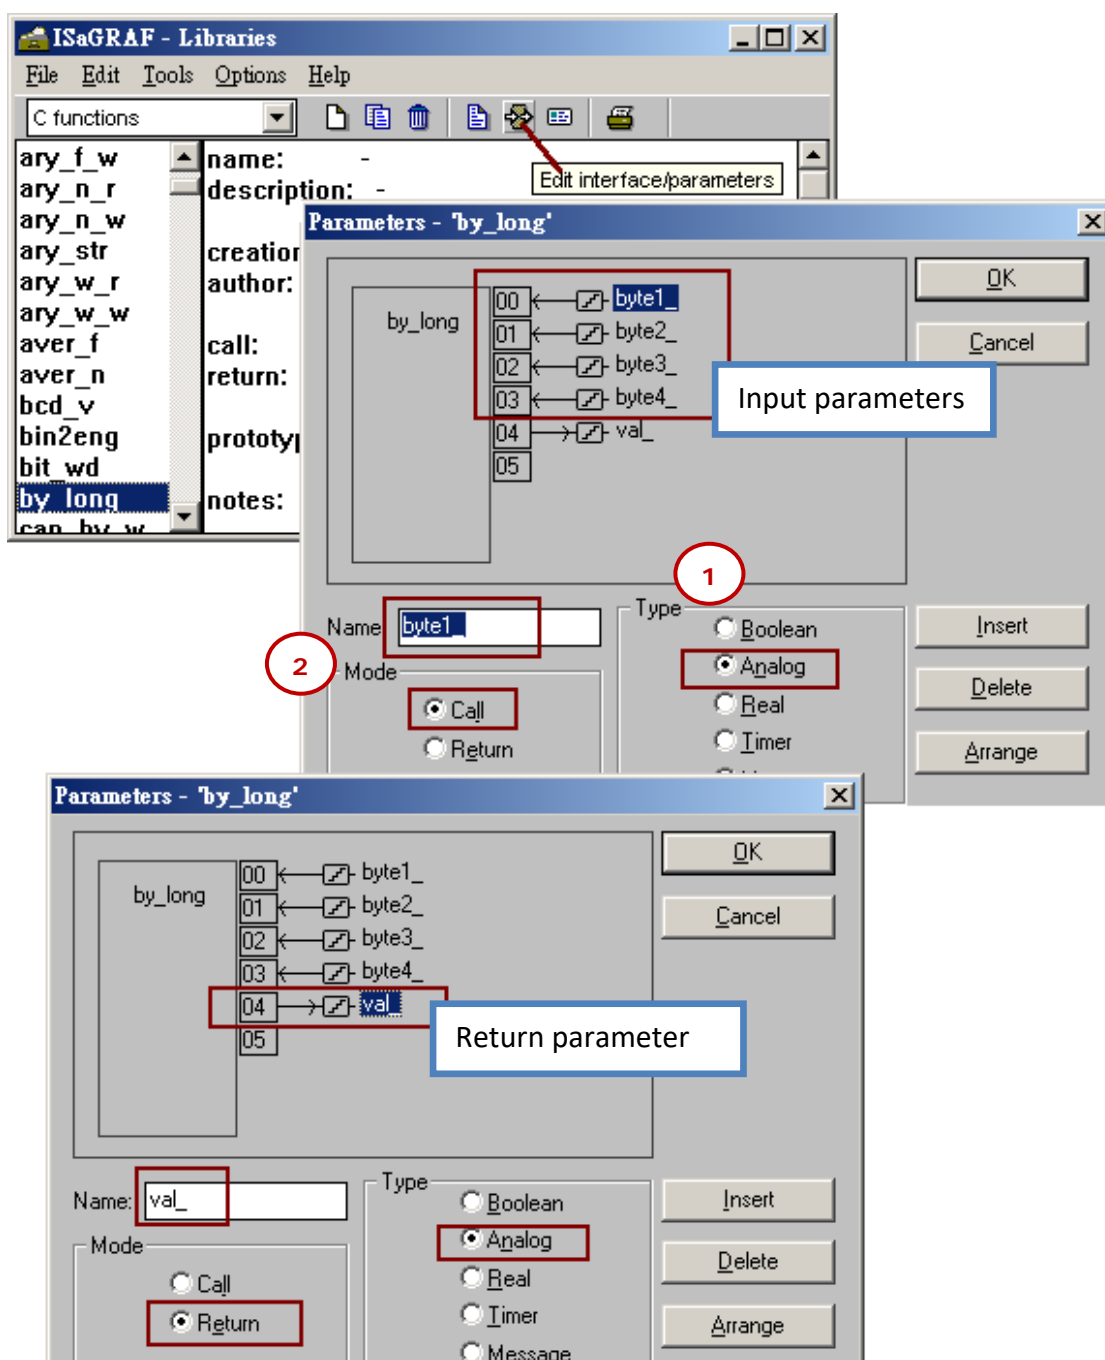 ISaGRAF - Libraries
File Edit Tools Options Help
C functions
Edit interface/parameters
ary_f_w
ary_n_r
ary_n_w
ary_str
ary_w_r
ary_w_w
aver_f
aver_n
bcd_v
bin2eng
bit_wd
by_long
name: -
description: -
author:
call:
return:
notes:
Parameters - 'by_long'
by_long
00 byte1_
01 byte2_
02 byte3_
03 byte4_
04 val_
05
Input parameters
OK
Cancel
1
2
Name: byte1_
Mode
Call
Return
Type
Boolean
Analog
Real
Timer
Insert
Delete
Arrange
Parameters - 'by_long'
by_long
00 byte1_
01 byte2_
02 byte3_
03 byte4_
04 val_
05
Return parameter
OK
Cancel
Name: val_
Mode
Call
Return
Type
Boolean
Analog
Real
Timer
Message
Insert
Delete
Arrange